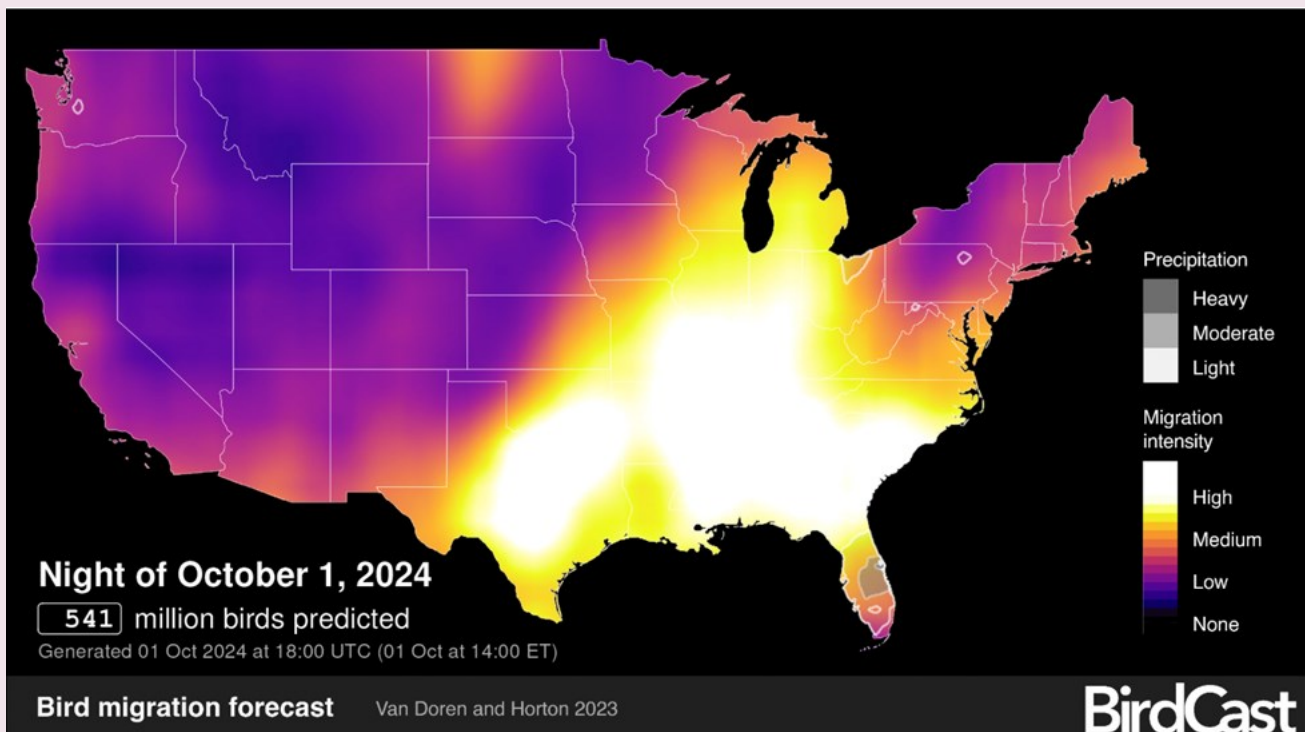 Precipitation
Heavy
Moderate
Light
Migration
intensity
High
Medium
Low
None
Night of October 1, 2024
541 million birds predicted
Generated 01 Oct 2024 at 18:00 UTC (01 Oct at 14:00 ET)
Bird migration forecast Van Doren and Horton 2023
BirdCast